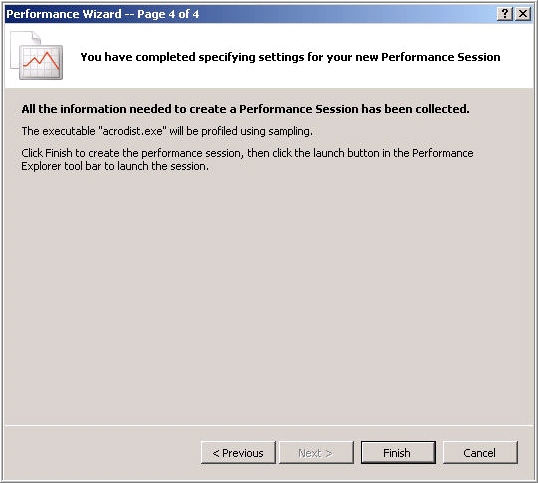 Performance Wizard -- Page 4 of 4
You have completed specifying settings for your new Performance Session
All the information needed to create a Performance Session has been collected.
The executable "acrodist.exe" will be profiled using sampling.
Click Finish to create the performance session, then click the launch button in the Performance
Explorer tool bar to launch the session.
< Previous Next > Finish Cancel